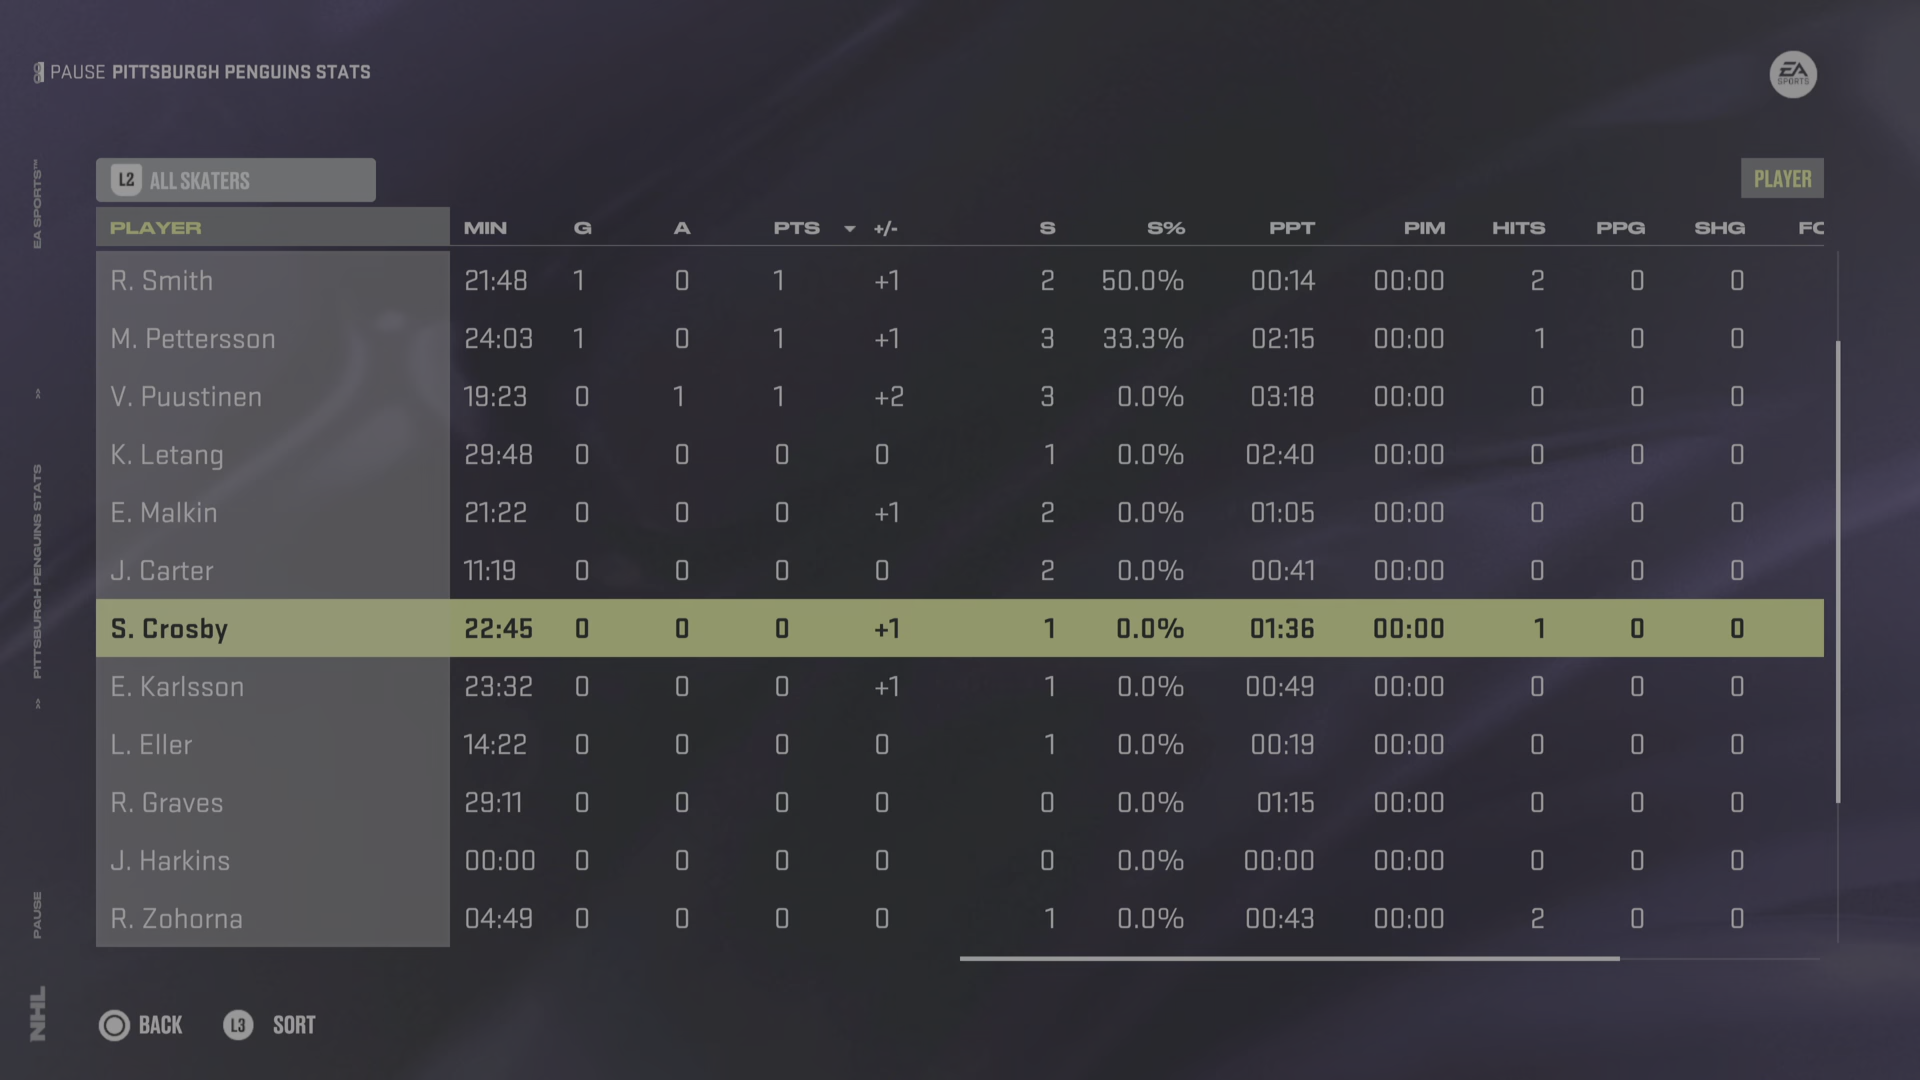 PAUSE PITTSBURGH PENGUINS STATS
EA SPORTS
L2 ALL SKATERS
PLAYER
PLAYER MIN G A PTS +/- S S% PPT PIM HITS PPG SHG
R. Smith 21:48 1 0 1 +1 2 50.0% 00:14 00:00 2 0 0
M. Pettersson 24:03 1 0 1 +1 3 33.3% 02:15 00:00 1 0 0
V. Puustinen 19:23 0 1 1 +2 3 0.0% 03:18 00:00 0 0 0
K. Letang 29:48 0 0 0 0 1 0.0% 02:40 00:00 0 0 0
E. Malkin 21:22 0 0 0 +1 2 0.0% 01:05 00:00 0 0 0
J. Carter 11:19 0 0 0 0 2 0.0% 00:41 00:00 0 0 0
S. Crosby 22:45 0 0 0 +1 1 0.0% 01:36 00:00 1 0 0
E. Karlsson 23:32 0 0 0 +1 1 0.0% 00:49 00:00 0 0 0
L. Eller 14:22 0 0 0 0 1 0.0% 00:19 00:00 0 0 0
R. Graves 29:11 0 0 0 0 0 0.0% 01:15 00:00 0 0 0
J. Harkins 00:00 0 0 0 0 0 0.0% 00:00 00:00 0 0 0
R. Zohorna 04:49 0 0 0 0 1 0.0% 00:43 00:00 2 0 0
BACK L3 SORT
NHL PAUSE >> PITTSBURGH PENGUINS STATS >> EA SPORTS™